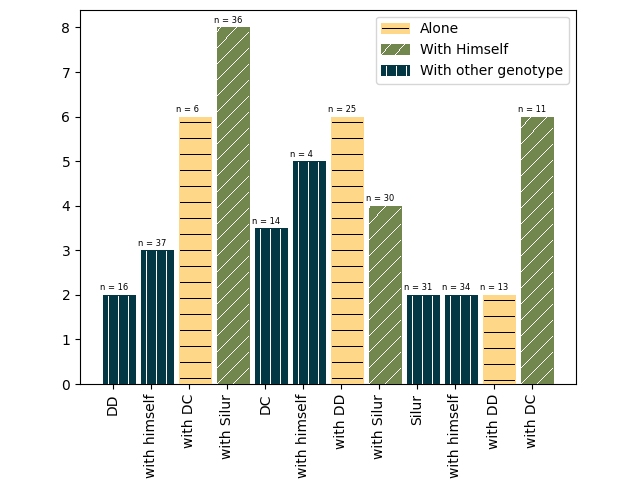 8
7
6
5
4
3
2
1
0
Alone
With Himself
With other genotype
n = 16
n = 37
n = 6
n = 36
n = 14
n = 4
n = 25
n = 30
n = 31
n = 34
n = 13
n = 11
DD
with himself
with DC
with Silur
DC
with himself
with DD
with Silur
Silur
with himself
with DD
with DC